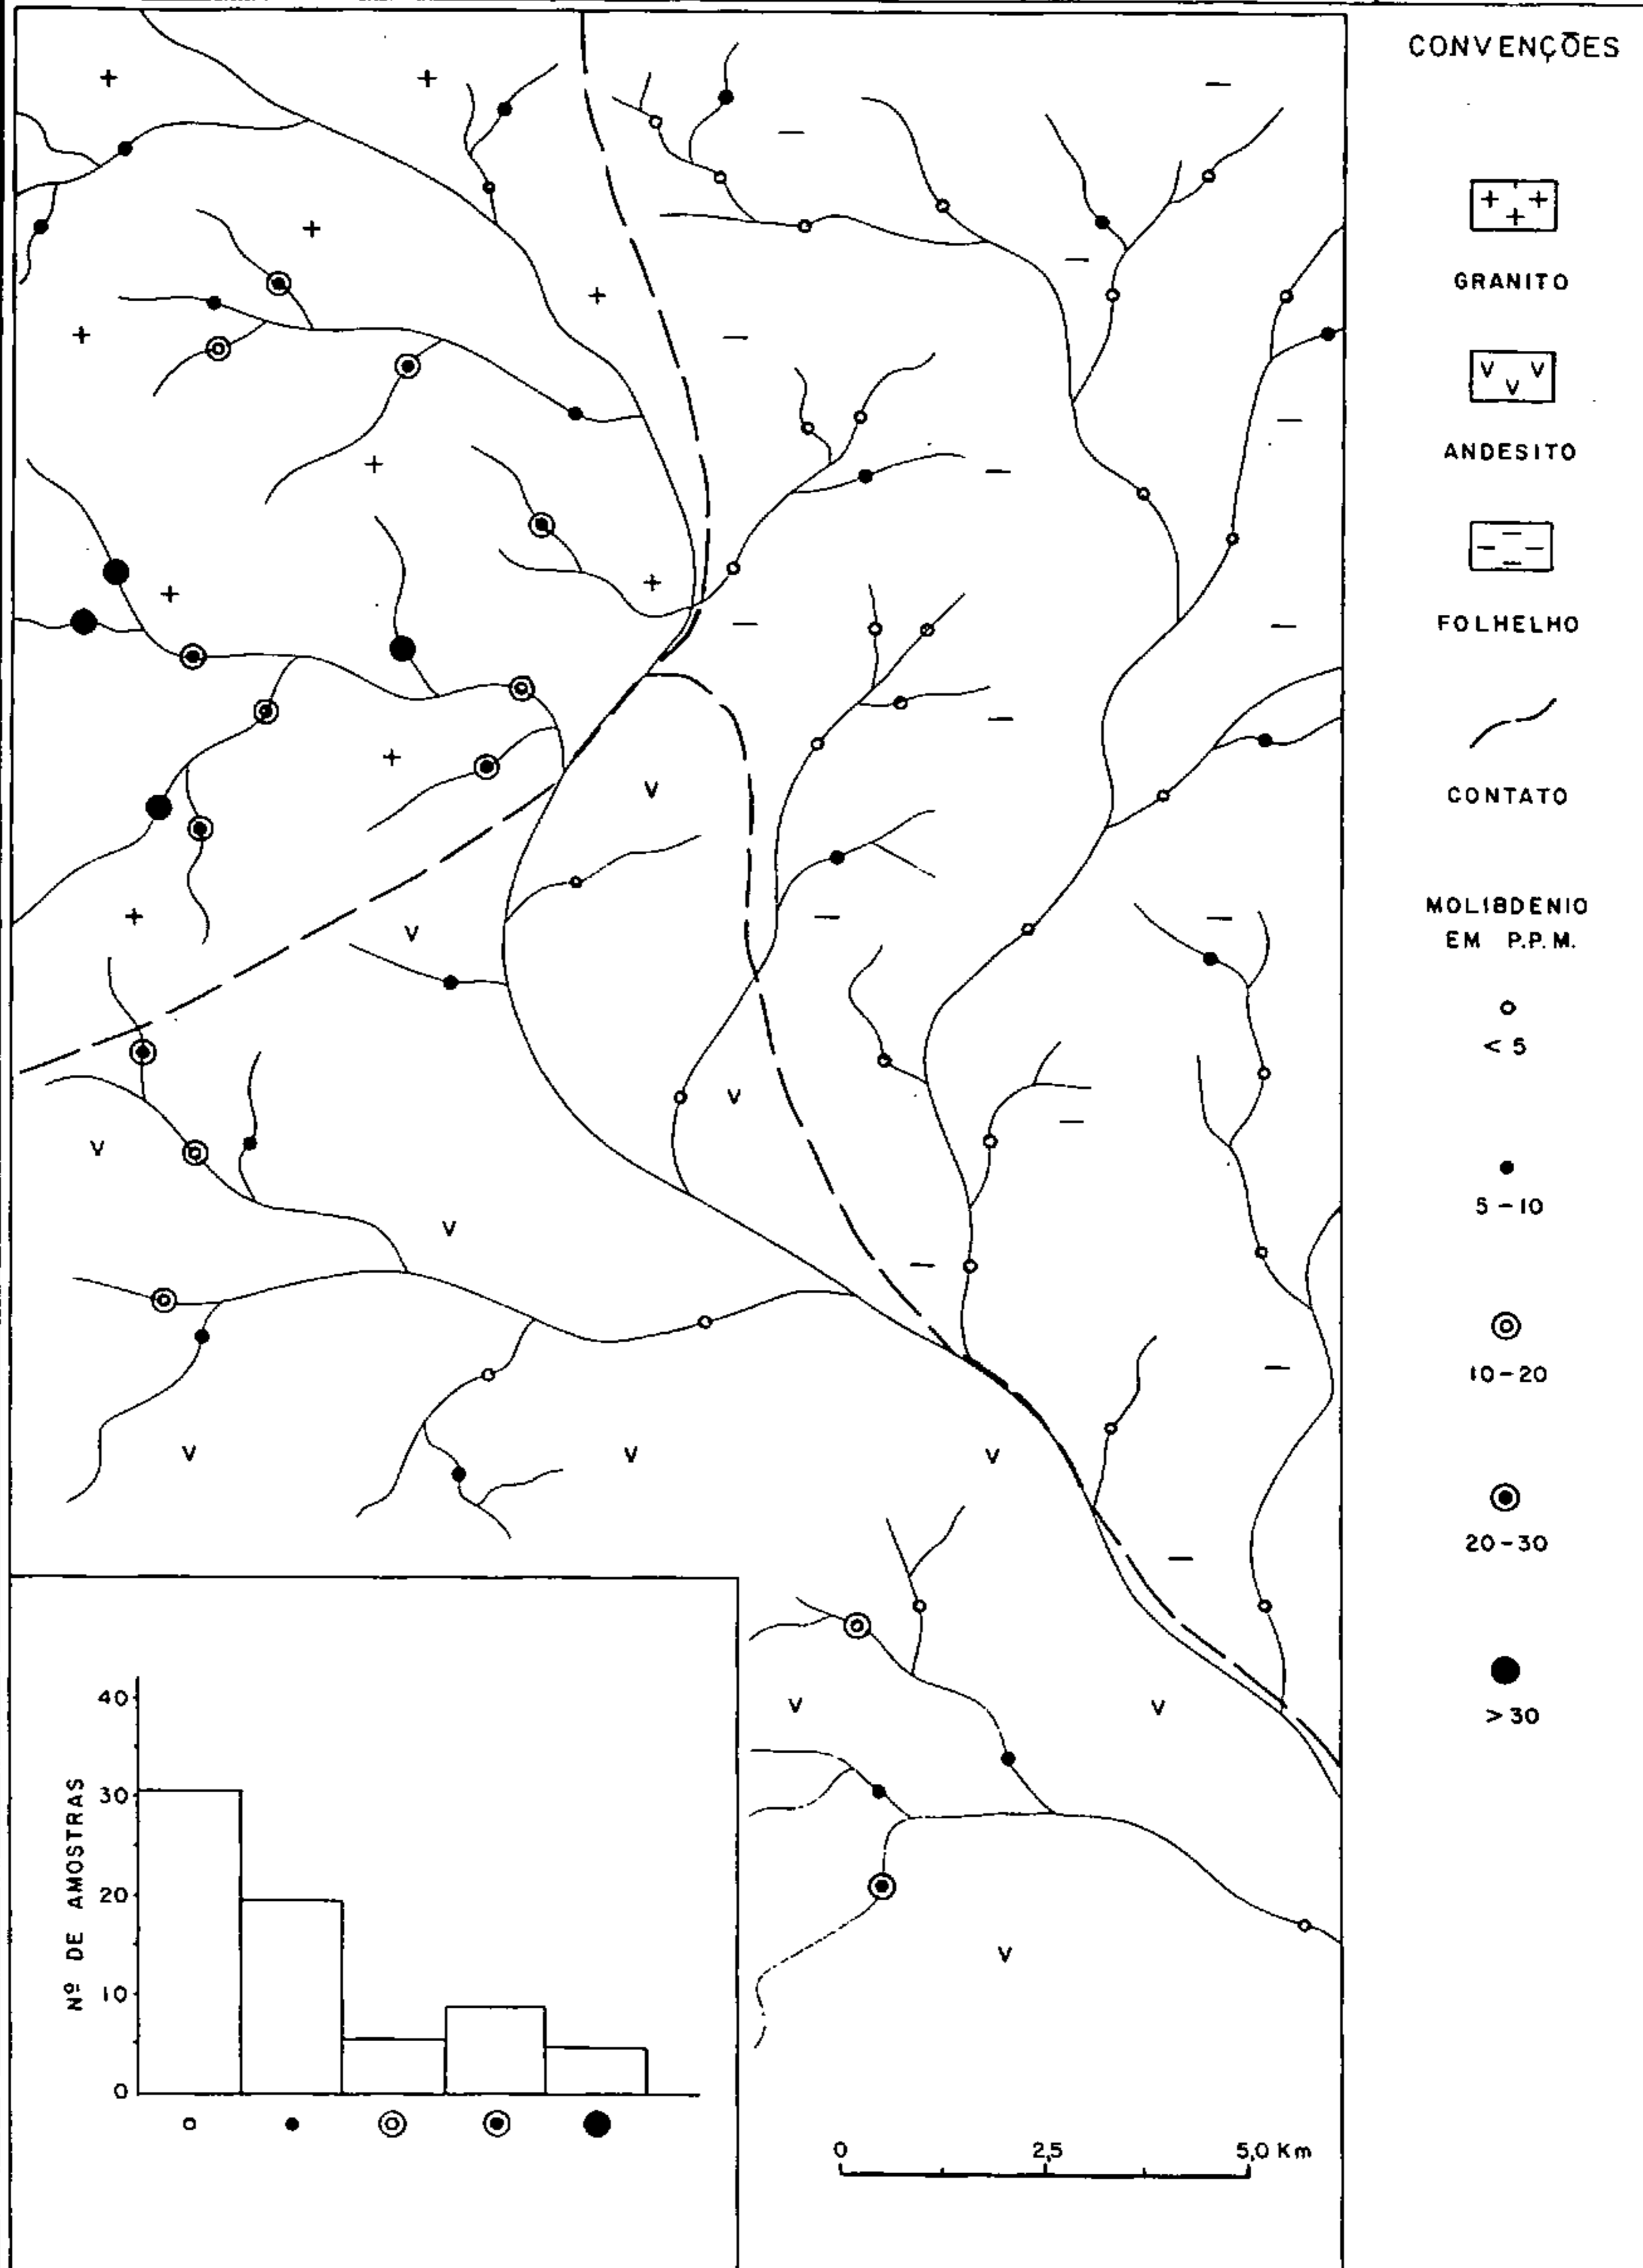 CONVENÇÕES
GRANITO
ANDESITO
FOLHELHO
CONTATO
MOLIBDENIO
EM P.P.M.
< 5
5 - 10
10 - 20
20 - 30
> 30
Nº DE AMOSTRAS
40
30
20
10
0
0 2,5 5,0 Km